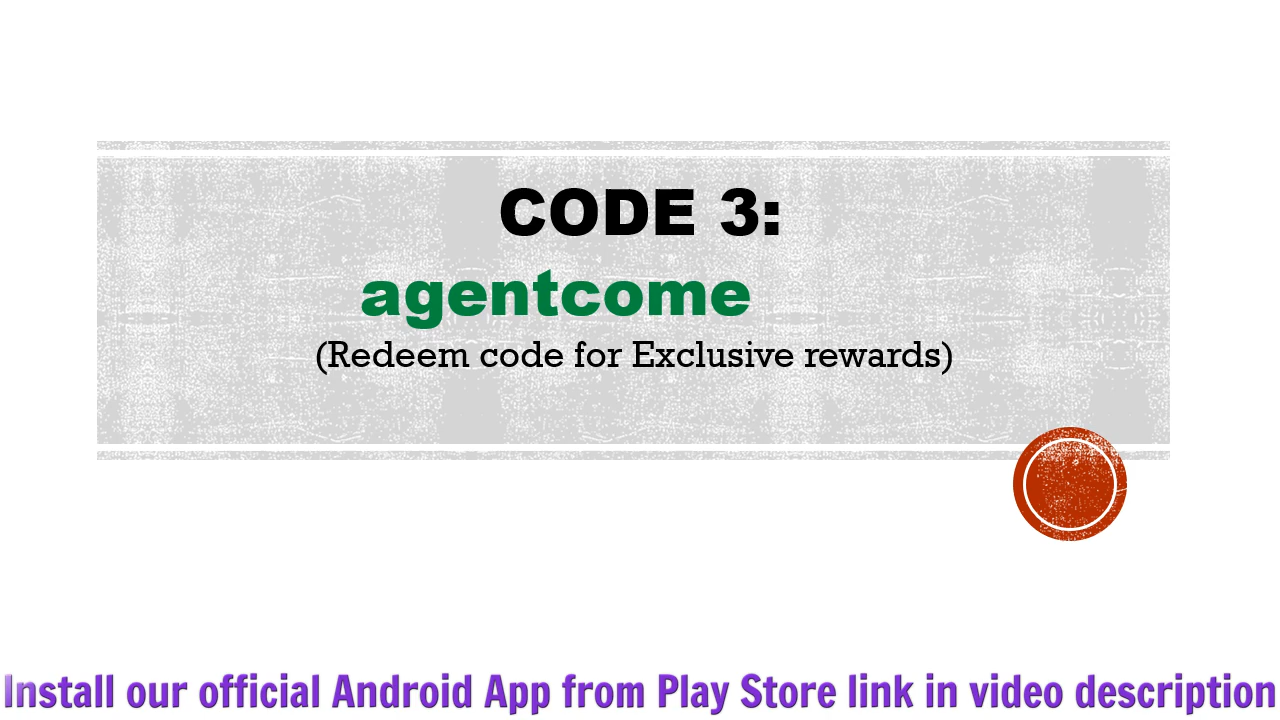 CODE 3:
agentcome
(Redeem code for Exclusive rewards)
Install our official Android App from Play Store link in video description